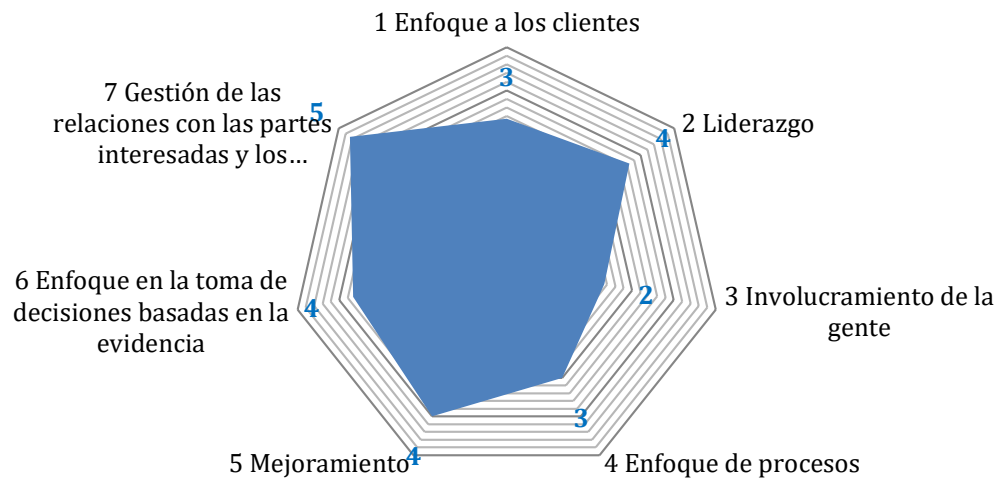 1 Enfoque a los clientes
3
2 Liderazgo
4
3 Involucramiento de la
gente
2
4 Enfoque de procesos
3
5 Mejoramiento
4
6 Enfoque en la toma de
decisiones basadas en la
evidencia
4
7 Gestión de las
relaciones con las partes
interesadas y los...
5